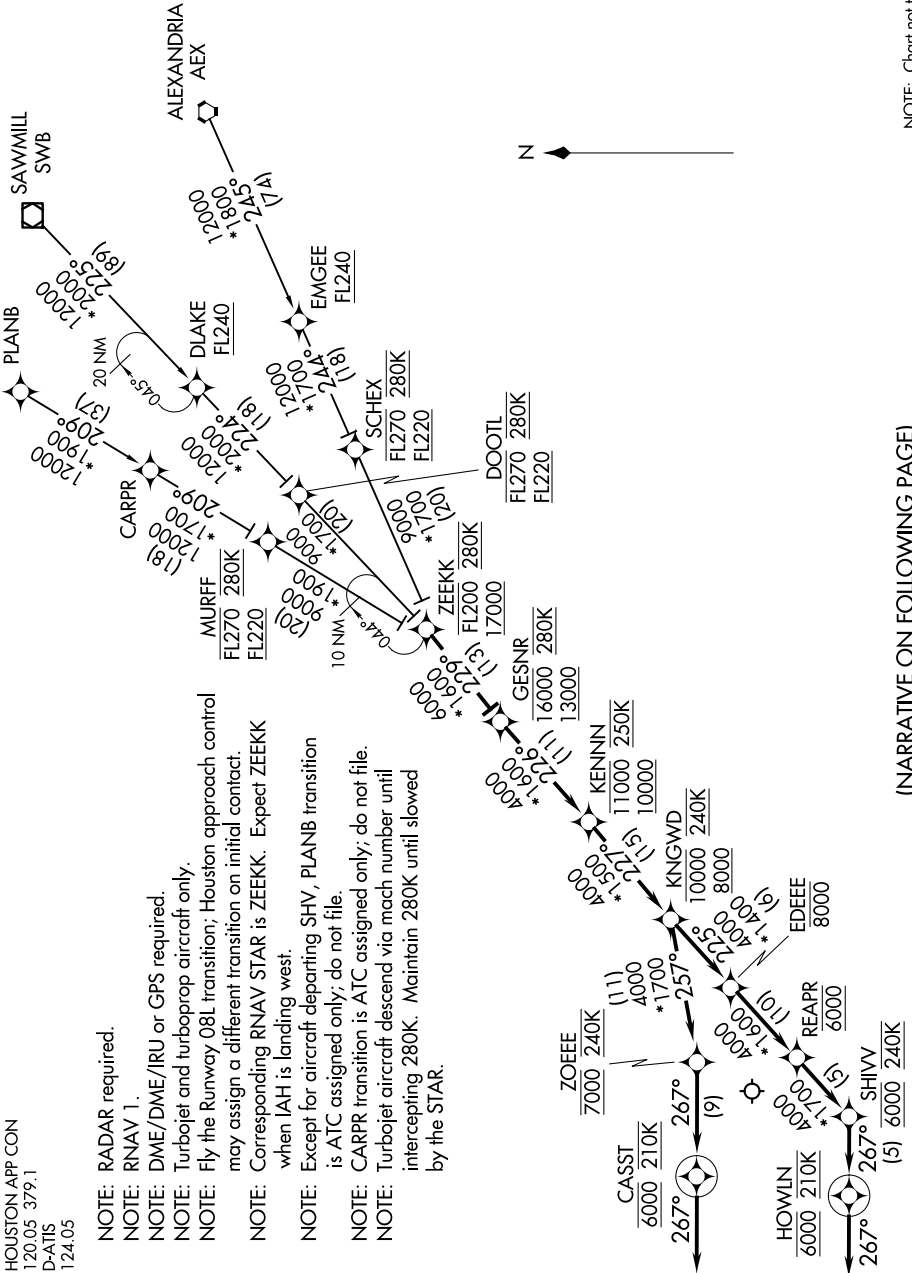 HOUSTON APP CON
120.05 379.1
D-ATIS
124.05
NOTE: RADAR required.
NOTE: RNAV 1.
NOTE: DME/DME/IRU or GPS required.
NOTE: Turbojet and turboprop aircraft only.
NOTE: Fly the Runway 08L transition; Houston approach control
may assign a different transition on initial contact.
NOTE: Corresponding RNAV STAR is ZEEKK. Expect ZEEKK
when IAH is landing west.
NOTE: Except for aircraft departing SHV, PLANB transition
is ATC assigned only; do not file.
NOTE: CARPR transition is ATC assigned only; do not file.
NOTE: Turbojet aircraft descend via mach number until
intercepting 280K. Maintain 280K until slowed
by the STAR.
PLANB
12000
*1900
209°
(37)
CARPR
(18)
12000
*1700
209°
MURFF
FL270 280K
FL220
(20)
9000
*1900
SAWMILL
SWB
12000
*2000
225°
(89)
20 NM
045°
DLAKE
FL240
12000
*2000
224°
(18)
DOOTL
FL270 280K
FL220
9000
*1700
(20)
ALEXANDRIA
AEX
12000
*1800
245°
(74)
EMGEE
FL240
12000
*1700
244°
(18)
SCHEX
FL270 280K
FL220
9000
*1700
(20)
10 NM
044°
ZEEKK
FL200 280K
17000
6000
*1600
229°
(13)
GESNR
16000 280K
13000
4000
*1600
226°
(11)
KENNN
11000 250K
10000
4000
*1500
227°
(15)
KNGWD
10000 240K
8000
(11)
4000
*1700
257°
ZOEEE
7000 240K
267°
(9)
CASST
6000 210K
267°
225°
4000
*1400
(6)
EDEEE
8000
4000
*1600
(10)
REAPR
6000
4000
*1700
(5)
SHIVV
6000 240K
267°
(5)
HOWLN
6000 210K
267°
N
(NARRATIVE ON FOLLOWING PAGE)
NOTE: Chart not